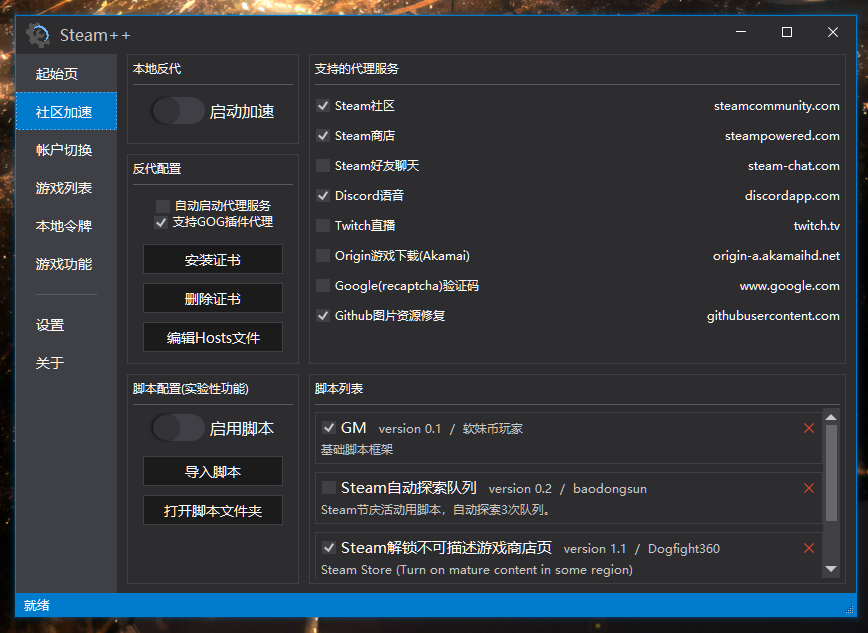 Steam++
起始页
社区加速
帐户切换
游戏列表
本地令牌
游戏功能
设置
关于
本地反代
启动加速
反代配置
自动启动代理服务
支持GOG插件代理
安装证书
删除证书
编辑Hosts文件
脚本配置(实验性功能)
启用脚本
导入脚本
打开脚本文件夹
支持的代理服务
Steam社区 steamcommunity.com
Steam商店 steampowered.com
Steam好友聊天 steam-chat.com
Discord语音 discordapp.com
Twitch直播 twitch.tv
Origin游戏下载(Akamai) origin-a.akamaihd.net
Google(recaptcha)验证码 www.google.com
Github图片资源修复 githubusercontent.com
脚本列表
GM version 0.1 / 软妹币玩家
基础脚本框架
Steam自动探索队列 version 0.2 / baodongsun
Steam节庆活动用脚本，自动探索3次队列。
Steam解锁不可描述游戏商店页 version 1.1 / Dogfight360
Steam Store (Turn on mature content in some region)
就绪